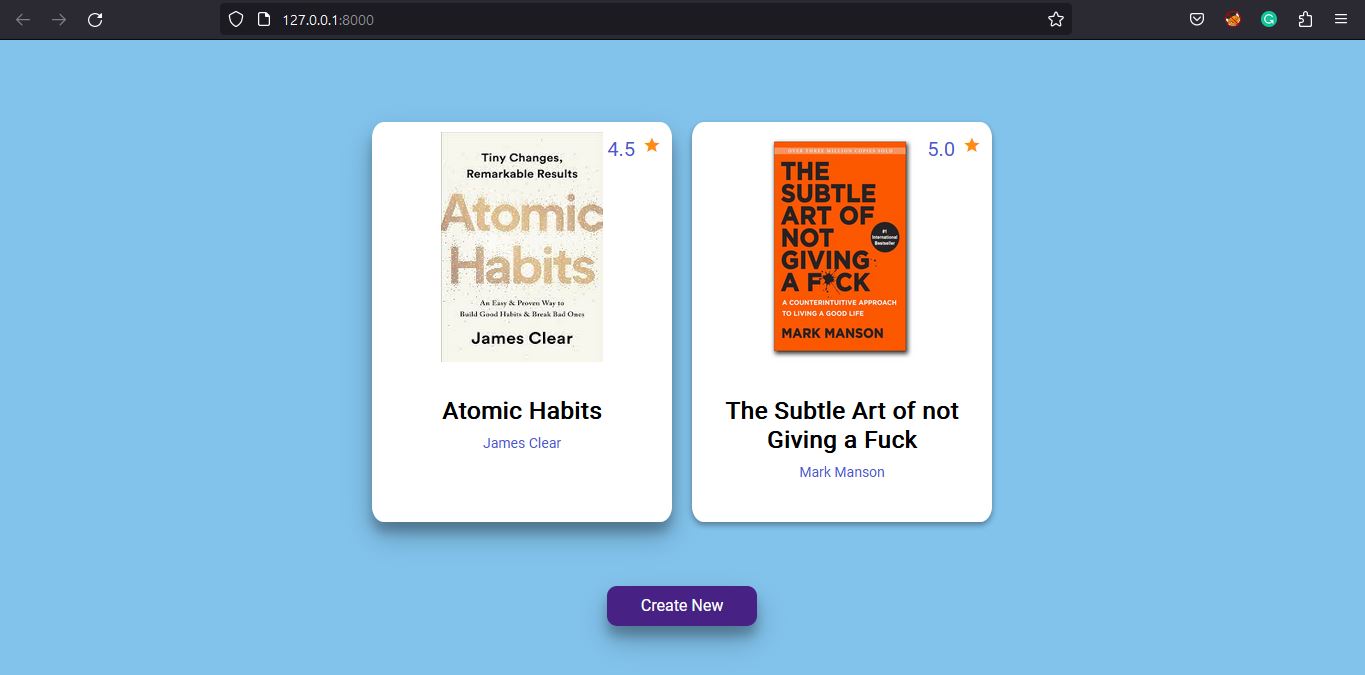 127.0.0.1:8000
Tiny Changes,
Remarkable Results
4.5
Atomic
Habits
An Easy & Proven Way to
Build Good Habits & Break Bad Ones
James Clear
Atomic Habits
James Clear
OVER THREE MILLION COPIES SOLD
5.0
THE
SUBTLE
ART OF
NOT
GIVING
A F CK
#1
International
Bestseller
A COUNTERINTUITIVE APPROACH
TO LIVING A GOOD LIFE
MARK MANSON
The Subtle Art of not
Giving a Fuck
Mark Manson
Create New